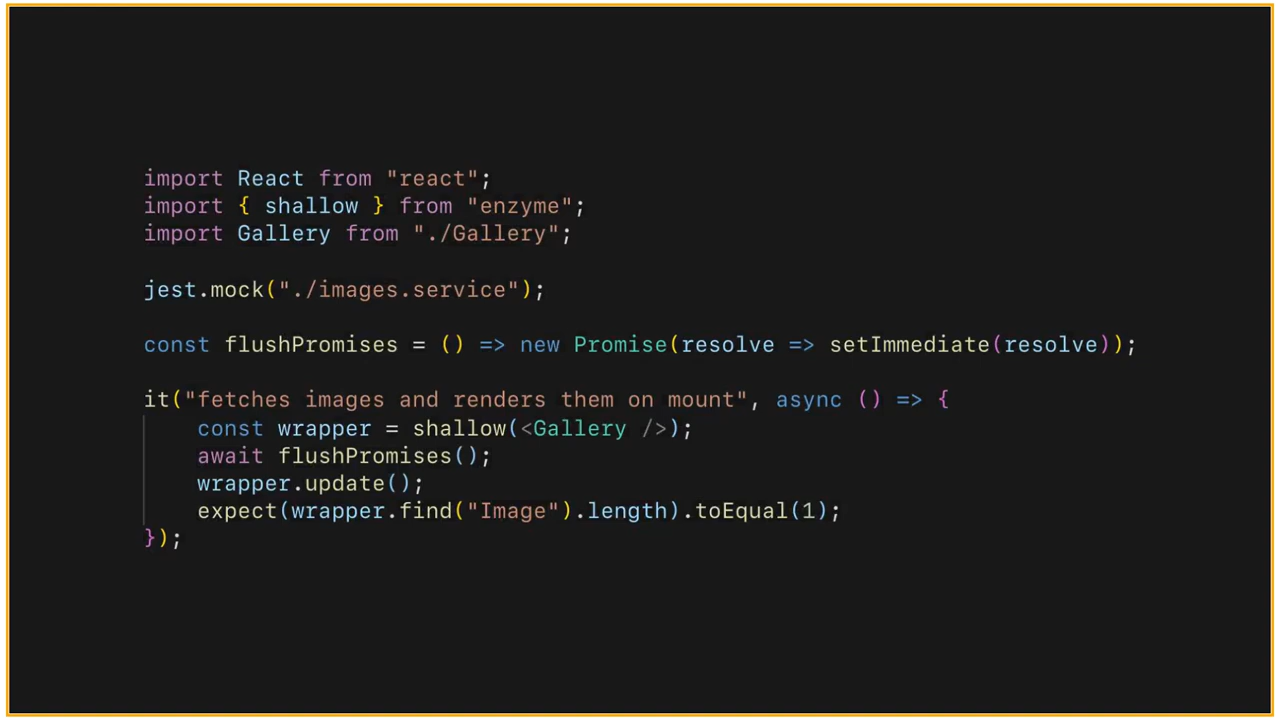 import React from "react";
import { shallow } from "enzyme";
import Gallery from "./Gallery";
jest.mock("./images.service");
const flushPromises = () => new Promise(resolve => setImmediate(resolve));
it("fetches images and renders them on mount", async () => {
    const wrapper = shallow(<Gallery />);
    await flushPromises();
    wrapper.update();
    expect(wrapper.find("Image").length).toEqual(1);
});